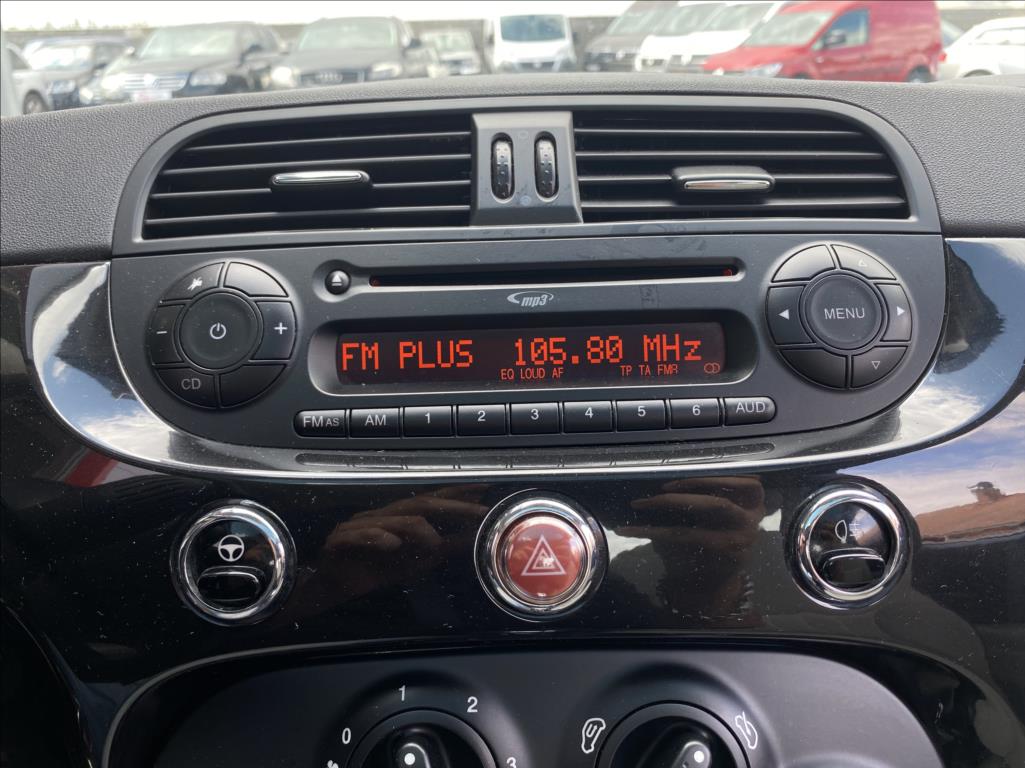 mp3
MENU
FM PLUS 105.80 MHz
EQ LOUD AF TP TA FMR
CD
FM AS AM 1 2 3 4 5 6 AUD
0 1 2 3